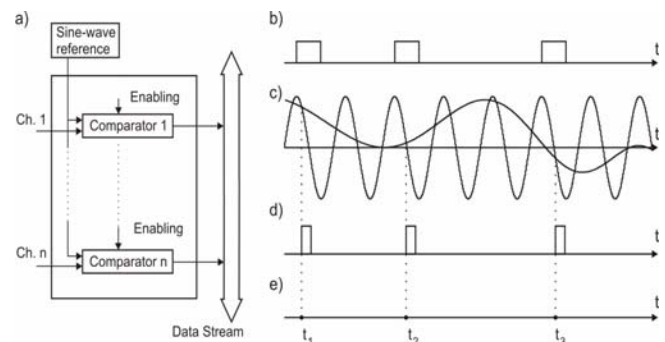 a)
Sine-wave
reference
Enabling
Ch. 1
Comparator 1
Enabling
Ch. n
Comparator n
Data Stream
b)
t
c)
t
d)
t
e)
t
t1
t2
t3